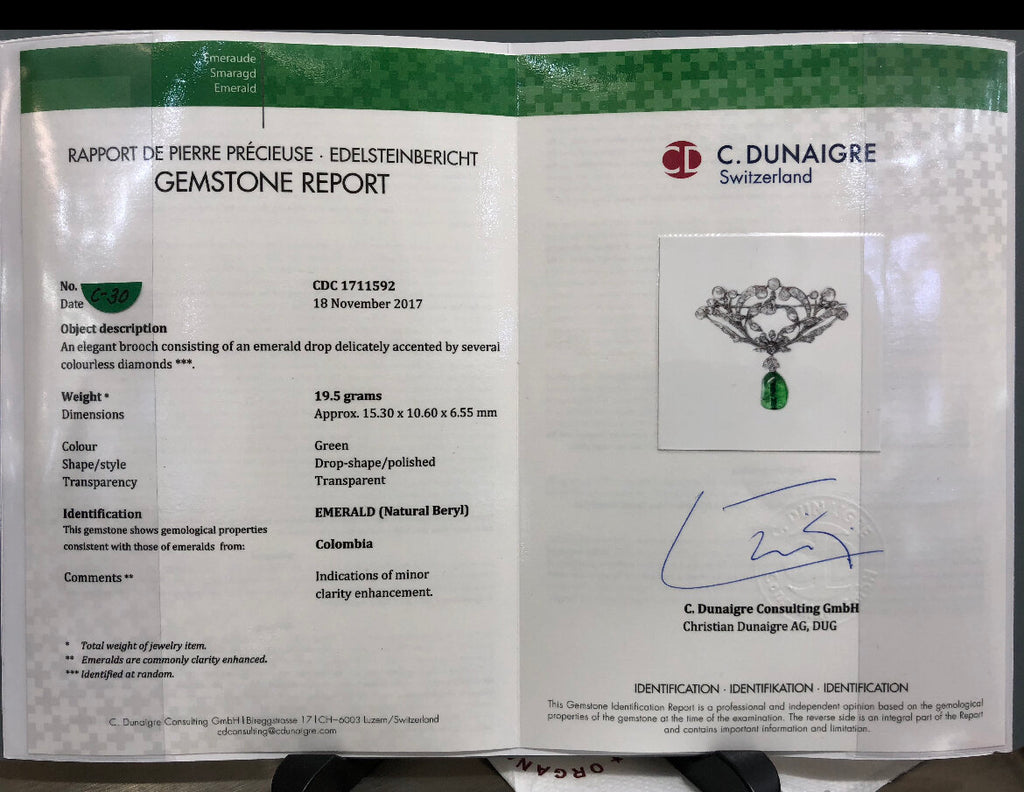 Emeraude
Smaragd
Emerald
RAPPORT DE PIERRE PRÉCIEUSE · EDELSTEINBERICHT
GEMSTONE REPORT
No. CDC 1711592
C-30
Date 18 November 2017
Object description
An elegant brooch consisting of an emerald drop delicately accented by several
colourless diamonds ***.
Weight * 19.5 grams
Dimensions Approx. 15.30 x 10.60 x 6.55 mm
Colour Green
Shape/style Drop-shape/polished
Transparency Transparent
Identification EMERALD (Natural Beryl)
This gemstone shows gemological properties
consistent with those of emeralds from: Colombia
Comments ** Indications of minor
clarity enhancement.
* Total weight of jewelry item.
** Emeralds are commonly clarity enhanced.
*** Identified at random.
C. Dunaigre Consulting GmbH | Bireggstrasse 17 | CH-6003 Luzern/Switzerland
cdconsulting@cdunaigre.com
CD C. DUNAIGRE
Switzerland
C. DUNAIGRE
C. Dunaigre Consulting GmbH
Christian Dunaigre AG, DUG
IDENTIFICATION · IDENTIFIKATION · IDENTIFICATION
This Gemstone Identification Report is a professional and independent opinion based on the gemological
properties of the gemstone at the time of the examination. The reverse side is an integral part of the Report
and contains important information and limitation.
ORGAN